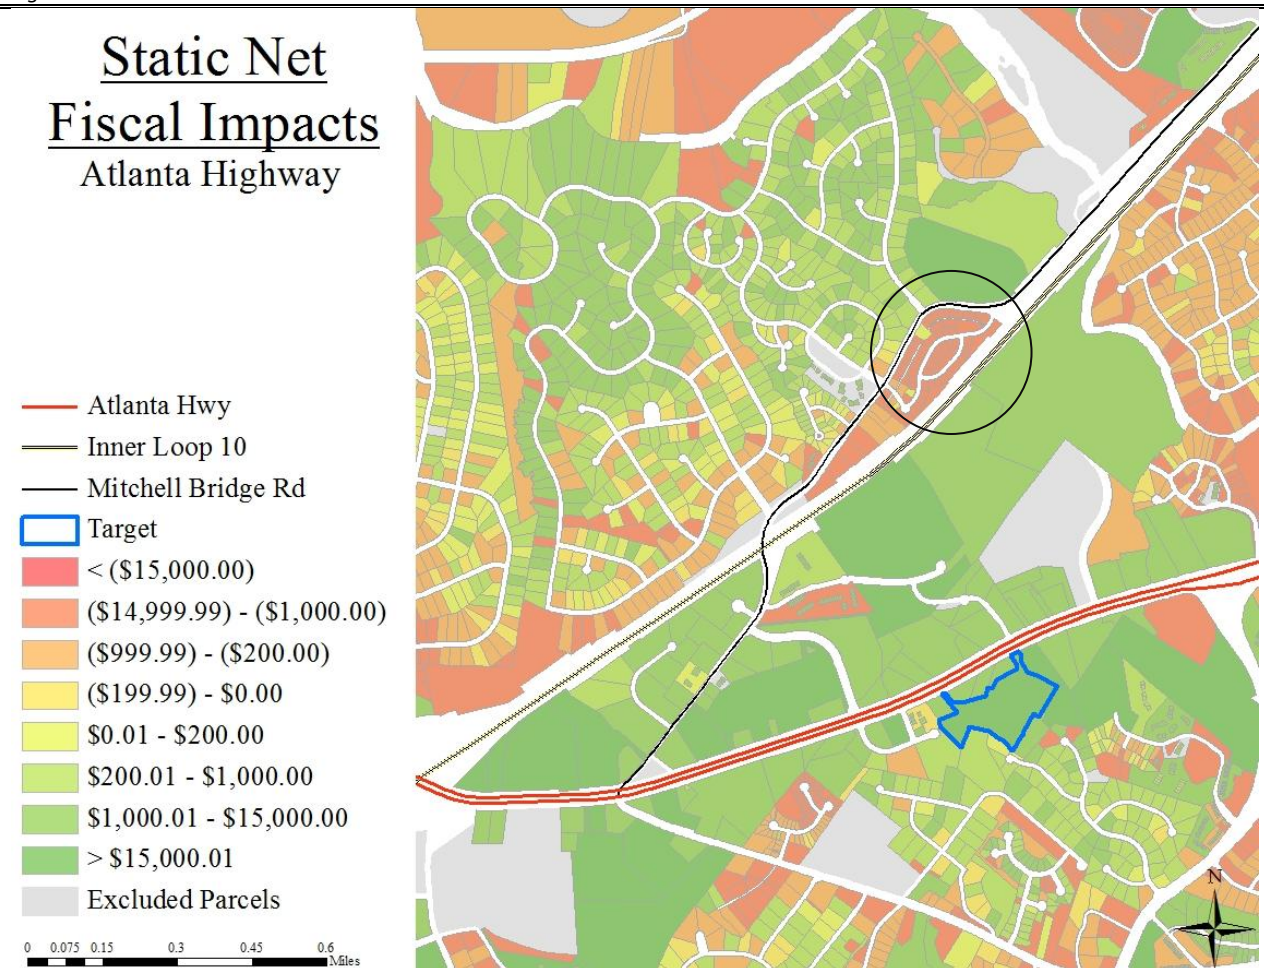 Static Net
Fiscal Impacts
Atlanta Highway
Atlanta Hwy
Inner Loop 10
Mitchell Bridge Rd
Target
< ($15,000.00)
($14,999.99) - ($1,000.00)
($999.99) - ($200.00)
($199.99) - $0.00
$0.01 - $200.00
$200.01 - $1,000.00
$1,000.01 - $15,000.00
> $15,000.01
Excluded Parcels
0 0.075 0.15 0.3 0.45 0.6
Miles
N